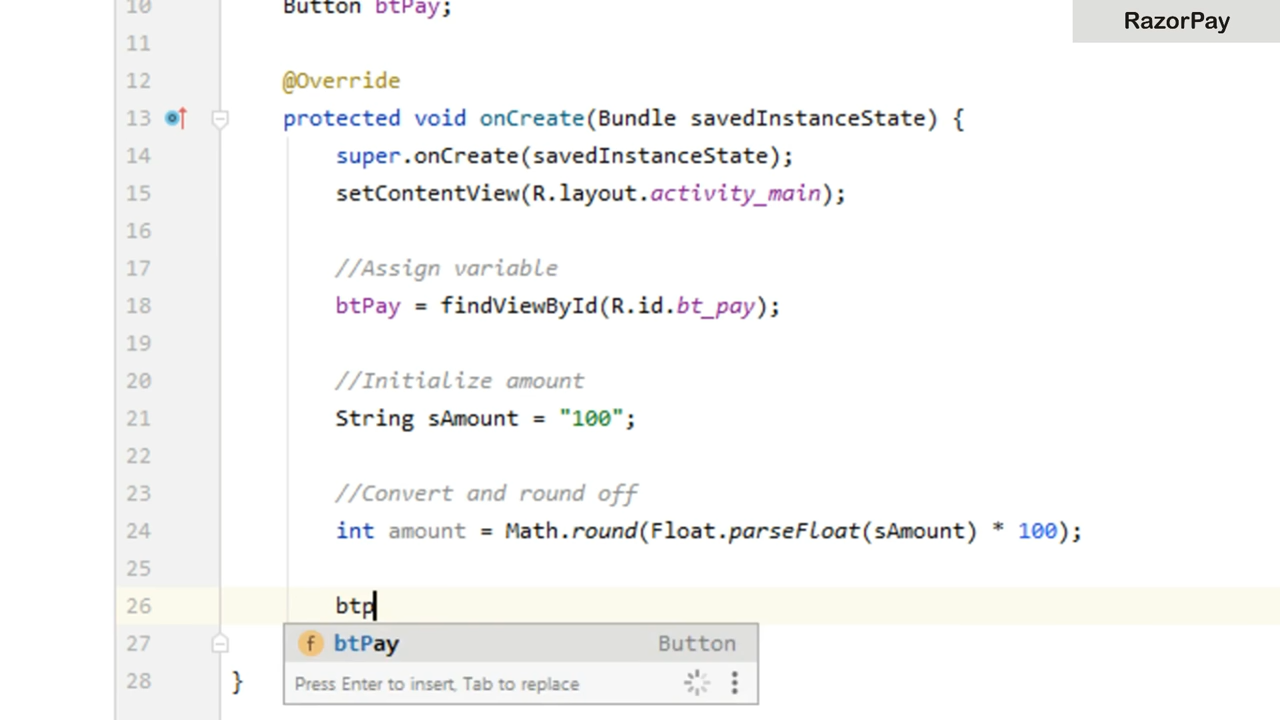 RazorPay
10 Button btPay;
11
12 @Override
13 protected void onCreate(Bundle savedInstanceState) {
14 super.onCreate(savedInstanceState);
15 setContentView(R.layout.activity_main);
16
17 //Assign variable
18 btPay = findViewById(R.id.bt_pay);
19
20 //Initialize amount
21 String sAmount = "100";
22
23 //Convert and round off
24 int amount = Math.round(Float.parseFloat(sAmount) * 100);
25
26 btp
27 f btPay Button
Press Enter to insert, Tab to replace
28 }